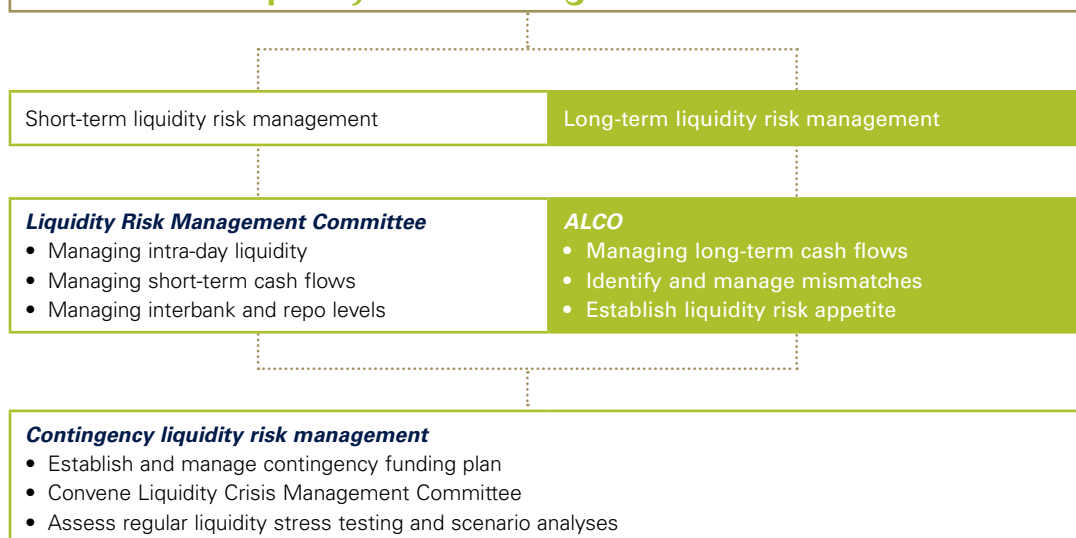 Short-term liquidity risk management
Long-term liquidity risk management
Liquidity Risk Management Committee
• Managing intra-day liquidity
• Managing short-term cash flows
• Managing interbank and repo levels
ALCO
• Managing long-term cash flows
• Identify and manage mismatches
• Establish liquidity risk appetite
Contingency liquidity risk management
• Establish and manage contingency funding plan
• Convene Liquidity Crisis Management Committee
• Assess regular liquidity stress testing and scenario analyses